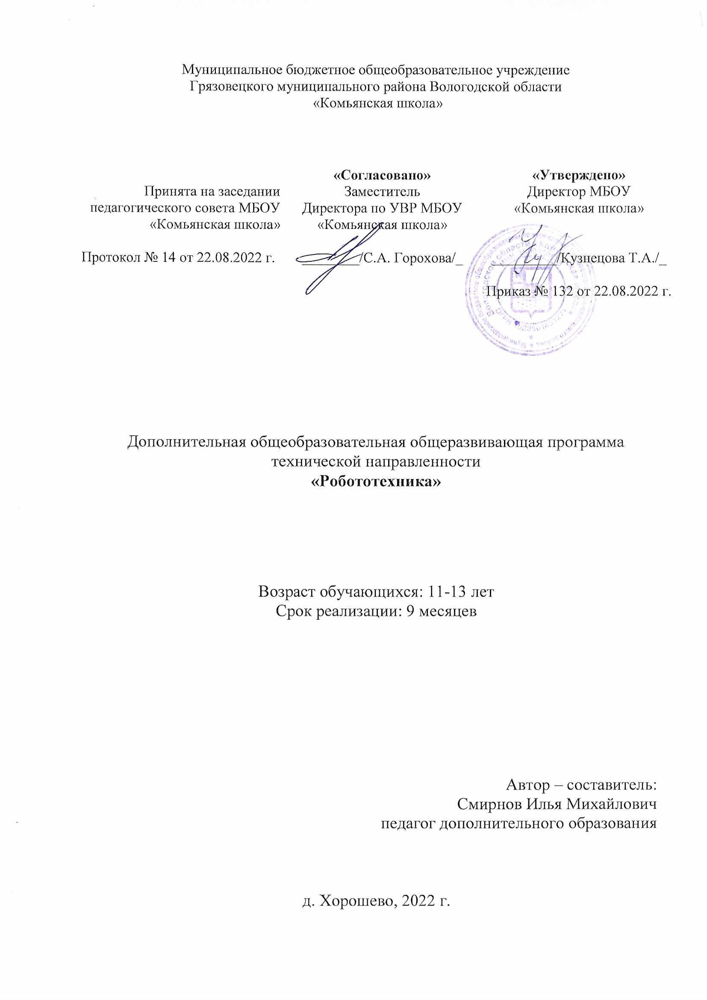 Муниципальное бюджетное общеобразовательное учреждение
Грязовецкого муниципального района Вологодской области
«Комьянская школа»
Принята на заседании
педагогического совета МБОУ
«Комьянская школа»
Протокол № 14 от 22.08.2022 г.
«Согласовано»
Заместитель
Директора по УВР МБОУ
«Комьянская школа»
/С.А. Горохова/_
«Утверждено»
Директор МБОУ
«Комьянская школа»
/Кузнецова Т.А./_
Приказ № 132 от 22.08.2022 г.
Дополнительная общеобразовательная общеразвивающая программа
технической направленности
«Робототехника»
Возраст обучающихся: 11-13 лет
Срок реализации: 9 месяцев
Автор – составитель:
Смирнов Илья Михайлович
педагог дополнительного образования
д. Хорошево, 2022 г.